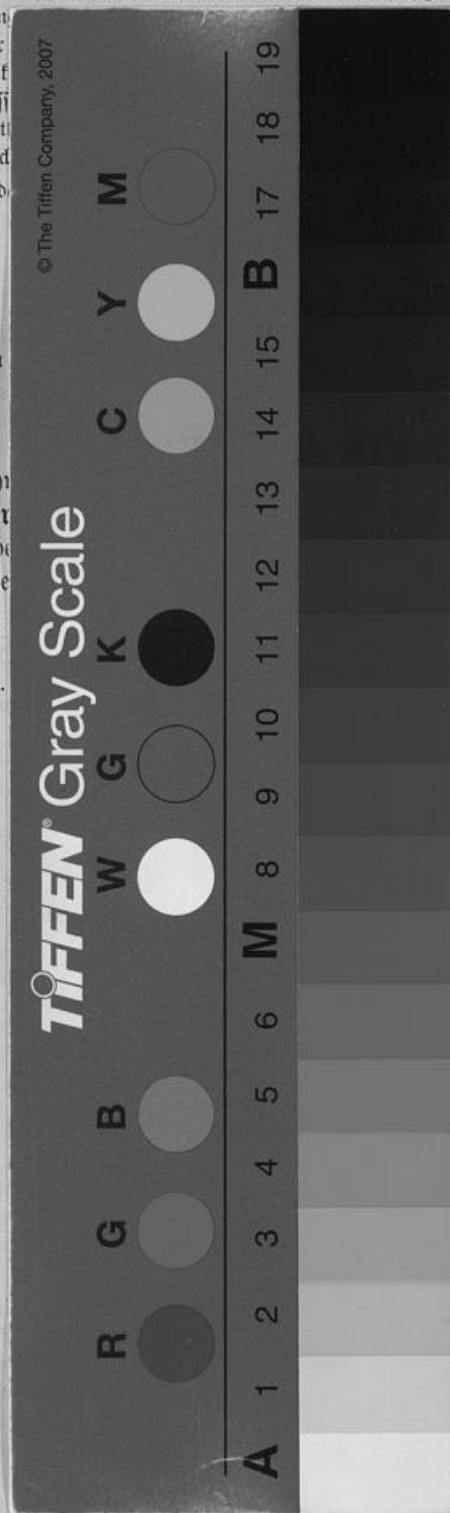 © The Tiffen Company, 2007
TIFFEN® Gray Scale
R G B W G K C Y M
A 1 2 3 4 5 6 M 8 9 10 11 12 13 14 15 B 17 18 19